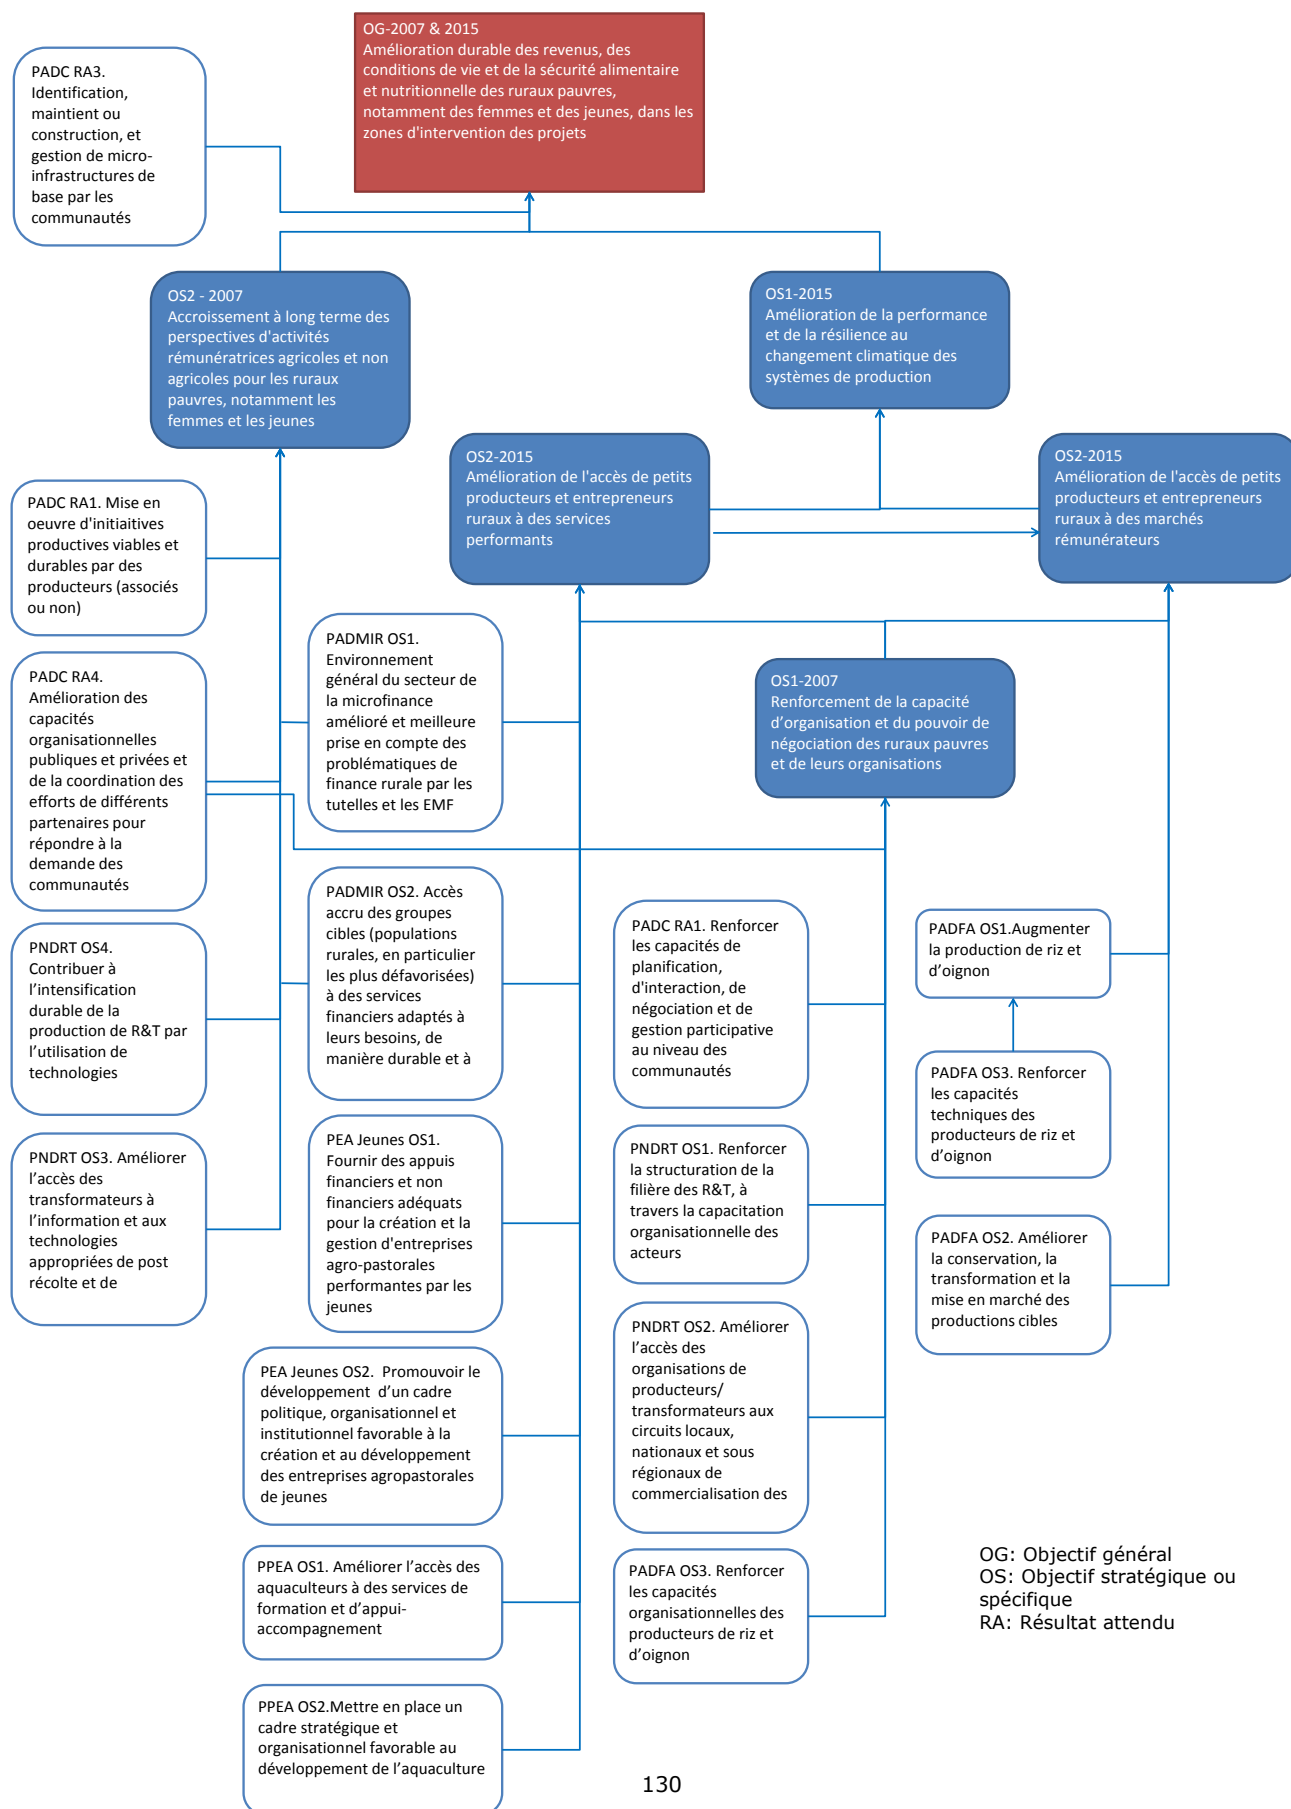 OG-2007 & 2015
Amélioration durable des revenus, des
conditions de vie et de la sécurité alimentaire
et nutritionnelle des ruraux pauvres,
notamment des femmes et des jeunes, dans les
zones d'intervention des projets
PADC RA3.
Identification,
maintient ou
construction, et
gestion de micro-
infrastructures de
base par les
communautés
OS2 - 2007
Accroissement à long terme des
perspectives d'activités
rémunératrices agricoles et non
agricoles pour les ruraux
pauvres, notamment les
femmes et les jeunes
OS1-2015
Amélioration de la performance
et de la résilience au
changement climatique des
systèmes de production
OS2-2015
Amélioration de l'accès de petits
producteurs et entrepreneurs
ruraux à des services
performants
OS2-2015
Amélioration de l'accès de petits
producteurs et entrepreneurs
ruraux à des marchés
rémunérateurs
PADC RA1. Mise en
oeuvre d'initiaitives
productives viables et
durables par des
producteurs (associés
ou non)
PADMIR OS1.
Environnement
général du secteur de
la microfinance
amélioré et meilleure
prise en compte des
problématiques de
finance rurale par les
tutelles et les EMF
OS1-2007
Renforcement de la capacité
d’organisation et du pouvoir de
négociation des ruraux pauvres
et de leurs organisations
PADC RA4.
Amélioration des
capacités
organisationnelles
publiques et privées et
de la coordination des
efforts de différents
partenaires pour
répondre à la
demande des
communautés
PADMIR OS2. Accès
accru des groupes
cibles (populations
rurales, en particulier
les plus défavorisées)
à des services
financiers adaptés à
leurs besoins, de
manière durable et à
PADC RA1. Renforcer
les capacités de
planification,
d'interaction, de
négociation et de
gestion participative
au niveau des
communautés
PADFA OS1.Augmenter
la production de riz et
d’oignon
PNDRT OS4.
Contribuer à
l’intensification
durable de la
production de R&T par
l’utilisation de
technologies
PADFA OS3. Renforcer
les capacités
techniques des
producteurs de riz et
d’oignon
PNDRT OS3. Améliorer
l’accès des
transformateurs à
l’information et aux
technologies
appropriées de post
récolte et de
PEA Jeunes OS1.
Fournir des appuis
financiers et non
financiers adéquats
pour la création et la
gestion d'entreprises
agro-pastorales
performantes par les
jeunes
PNDRT OS1. Renforcer
la structuration de la
filière des R&T, à
travers la capacitation
organisationnelle des
acteurs
PADFA OS2. Améliorer
la conservation, la
transformation et la
mise en marché des
productions cibles
PEA Jeunes OS2.  Promouvoir le
développement  d’un cadre
politique, organisationnel et
institutionnel favorable à la
création et au développement
des entreprises agropastorales
de jeunes
PNDRT OS2. Améliorer
l’accès des
organisations de
producteurs/
transformateurs aux
circuits locaux,
nationaux et sous
régionaux de
commercialisation des
PPEA OS1. Améliorer l’accès des
aquaculteurs à des services de
formation et d’appui-
accompagnement
PADFA OS3. Renforcer
les capacités
organisationnelles des
producteurs de riz et
d’oignon
OG: Objectif général
OS: Objectif stratégique ou
spécifique
RA: Résultat attendu
PPEA OS2.Mettre en place un
cadre stratégique et
organisationnel favorable au
développement de l’aquaculture
130